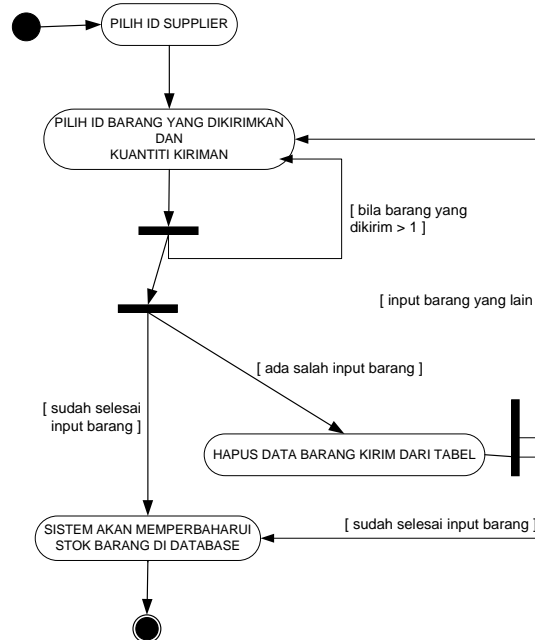 PILIH ID SUPPLIER
PILIH ID BARANG YANG DIKIRIMKAN
DAN
KUANTITI KIRIMAN
[ bila barang yang
dikirim > 1 ]
[ input barang yang lain
[ ada salah input barang ]
[ sudah selesai
input barang ]
HAPUS DATA BARANG KIRIM DARI TABEL
SISTEM AKAN MEMPERBAHARUI
STOK BARANG DI DATABASE
[ sudah selesai input barang ]